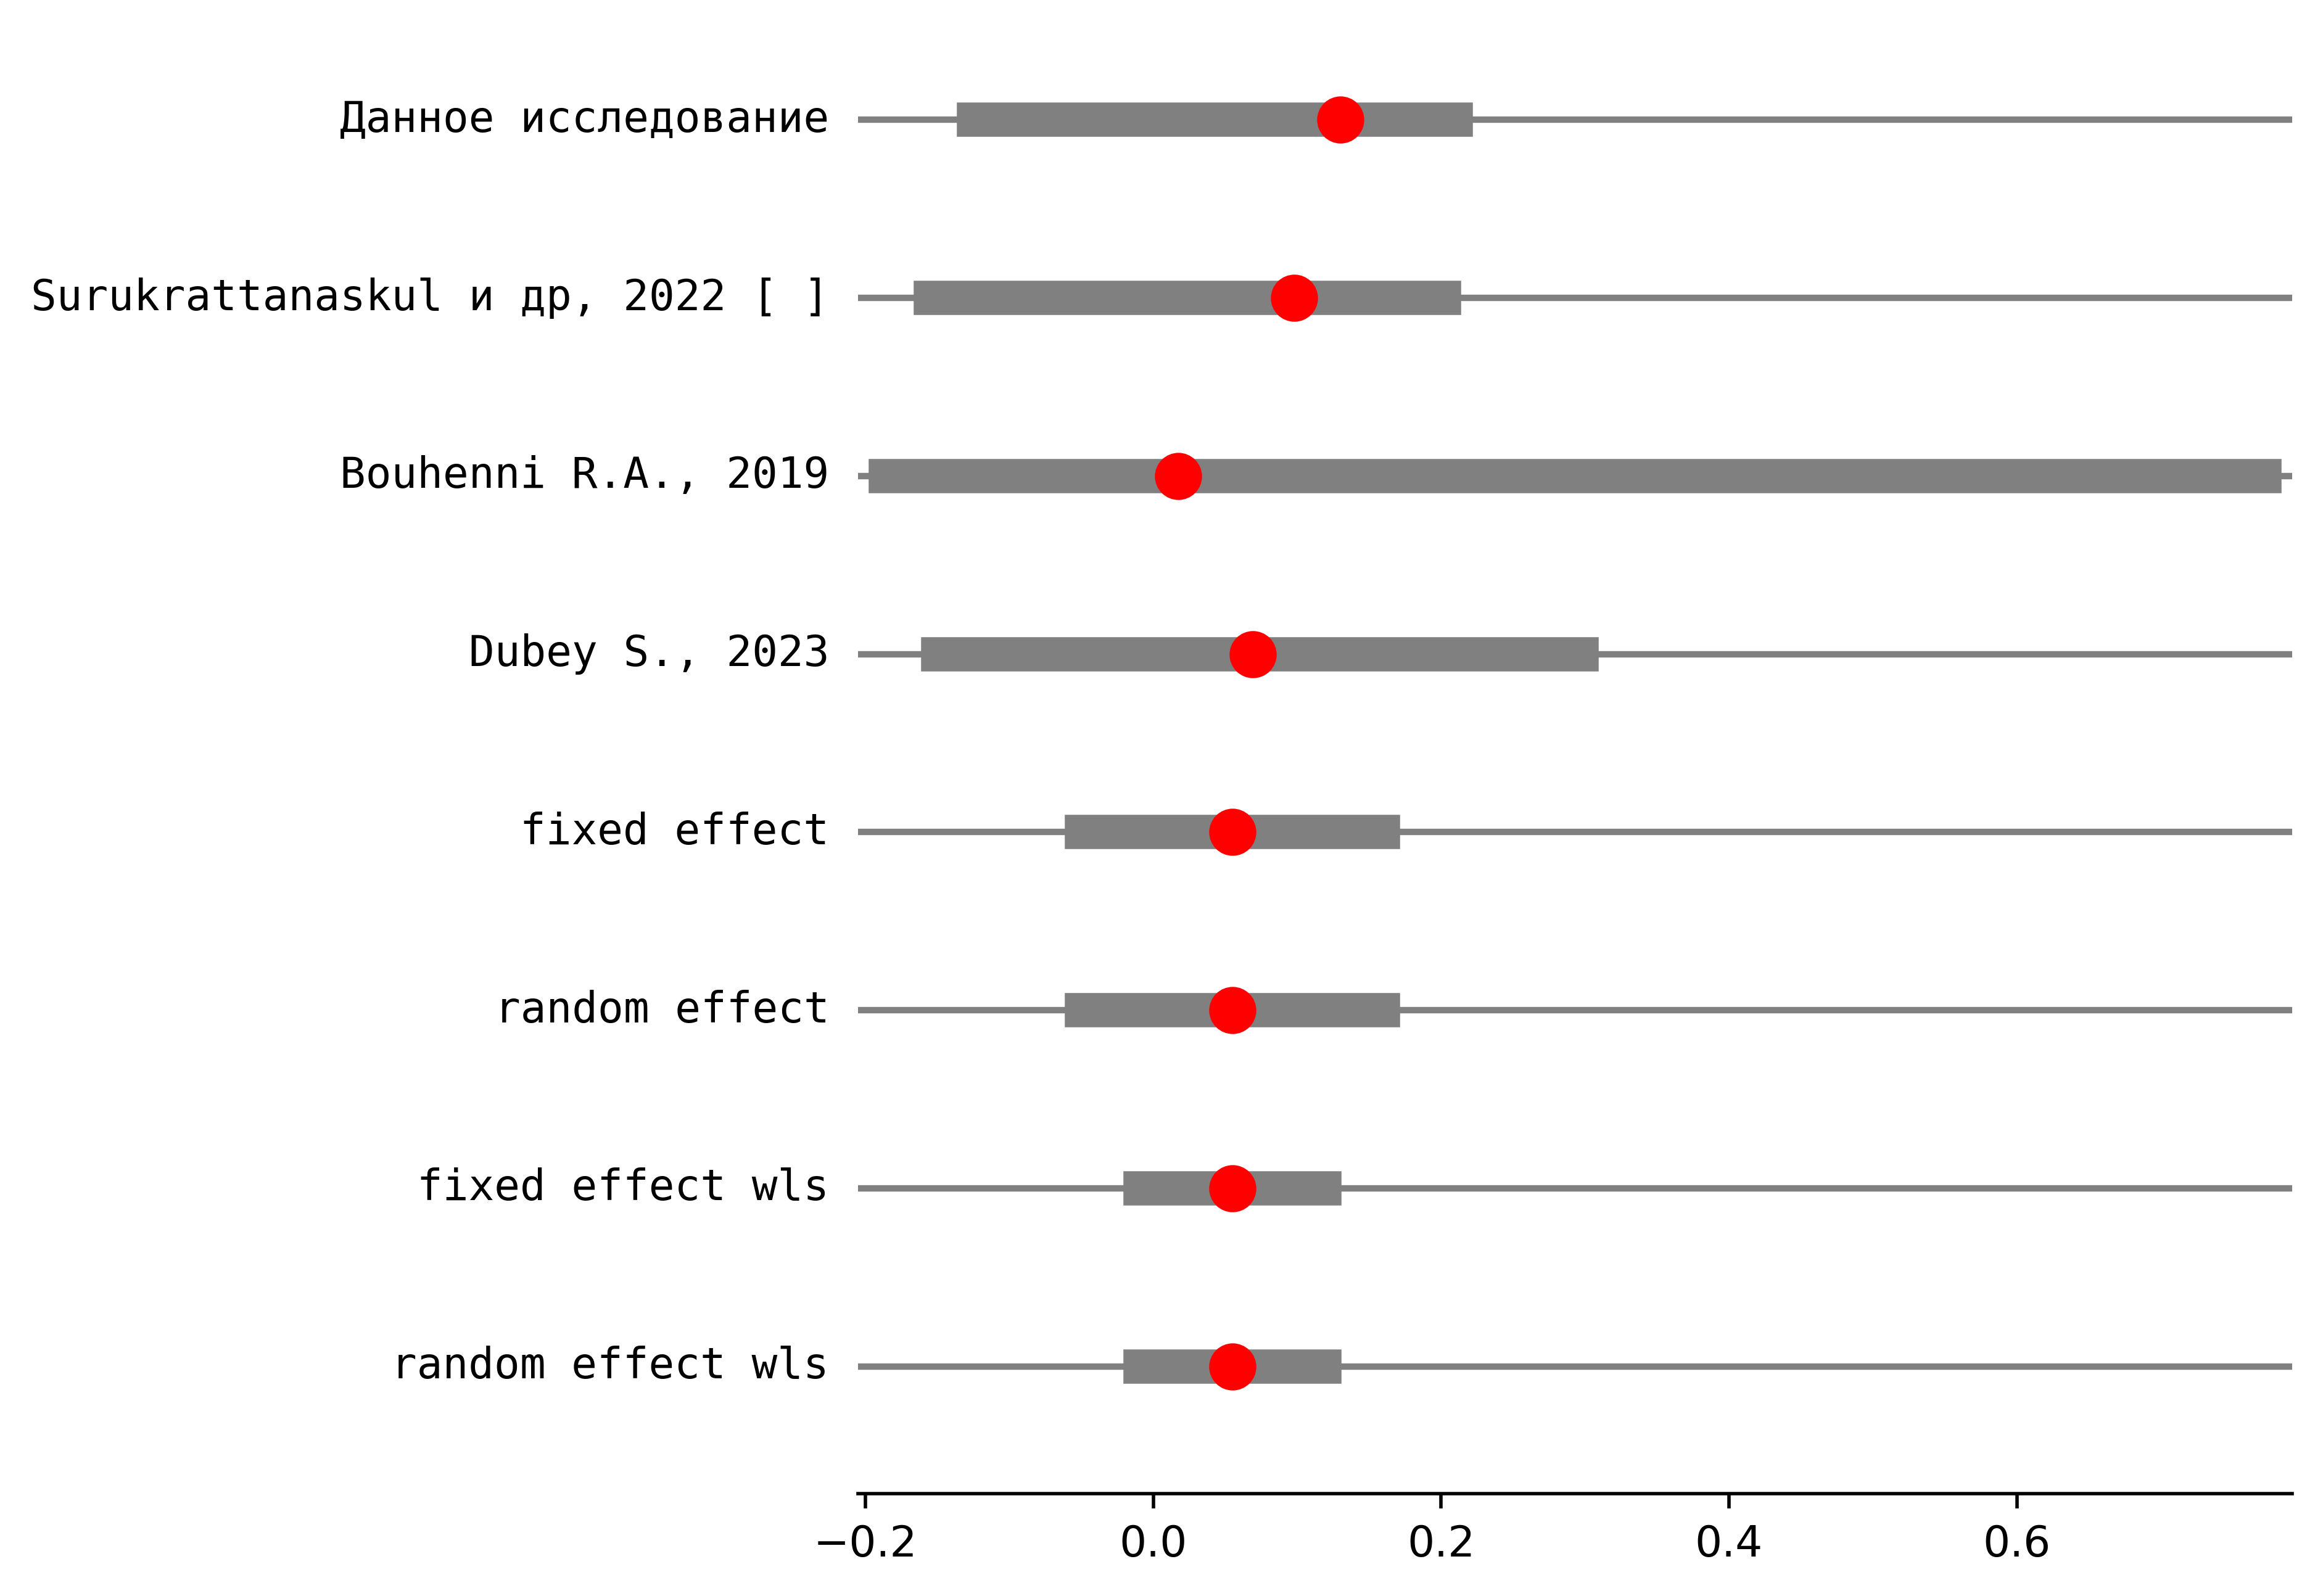 Данное исследование
Surukrattanaskul и др, 2022 [ ]
Bouhenni R.A., 2019
Dubey S., 2023
fixed effect
random effect
fixed effect wls
random effect wls
−0.2 0.0 0.2 0.4 0.6